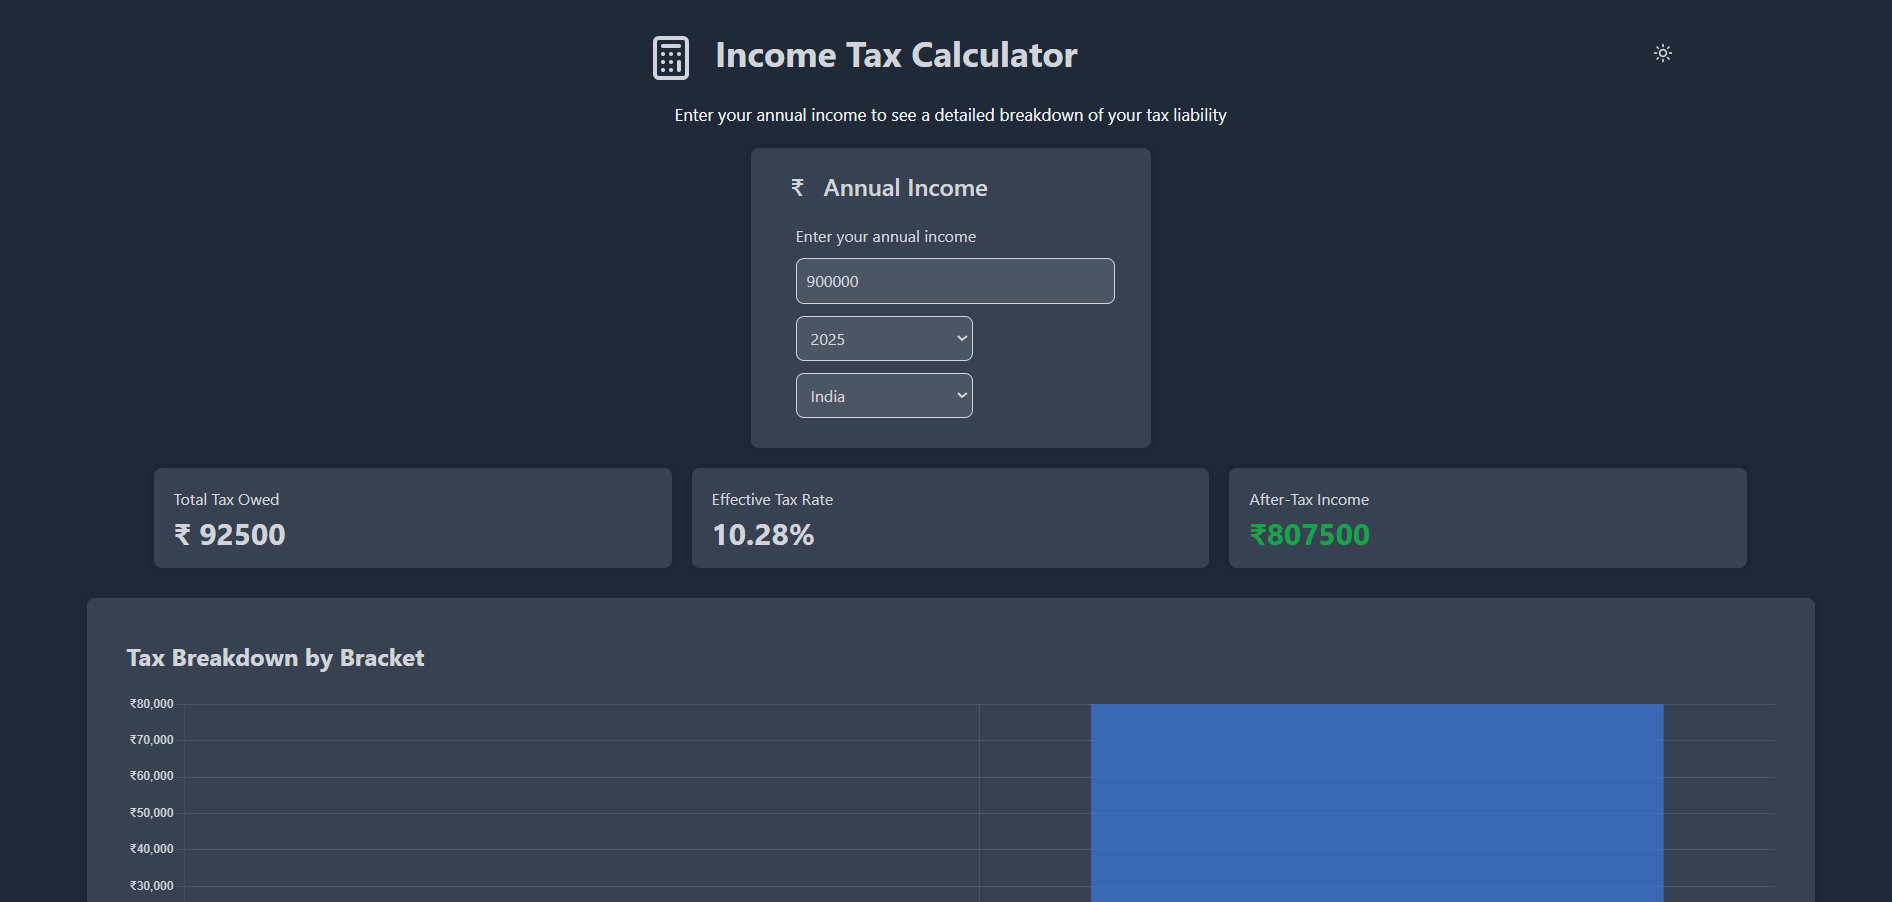 Income Tax Calculator
Enter your annual income to see a detailed breakdown of your tax liability
₹ Annual Income
Enter your annual income
900000
2025
India
Total Tax Owed
₹ 92500
Effective Tax Rate
10.28%
After-Tax Income
₹807500
Tax Breakdown by Bracket
₹80,000
₹70,000
₹60,000
₹50,000
₹40,000
₹30,000